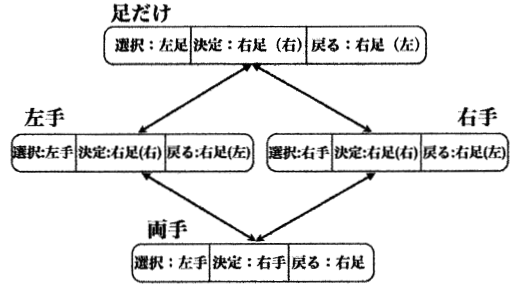 足だけ
選択：左足 決定：右足（右） 戻る：右足（左）
左手
選択:左手 決定:右足(右) 戻る:右足(左)
右手
選択:右手 決定:右足(右) 戻る:右足(左)
両手
選択：左手 決定：右手 戻る：右足